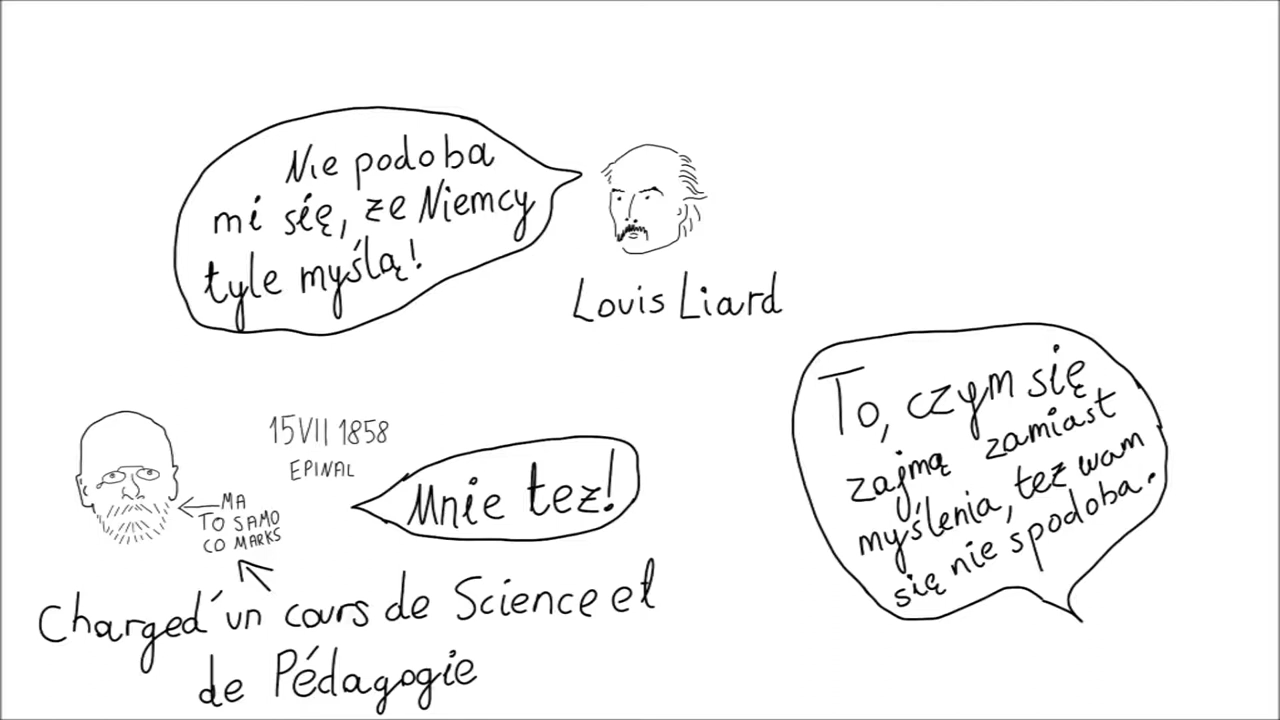 Nie podoba
mi się, że Niemcy
tyle myślą!
Louis Liard
15 VII 1858
EPINAL
MA
TO SAMO
CO MARKS
Mnie też!
To, czym się
zajmą zamiast
myślenia, też wam
się nie spodoba.
Charged'un cours de Science et
de Pédagogie